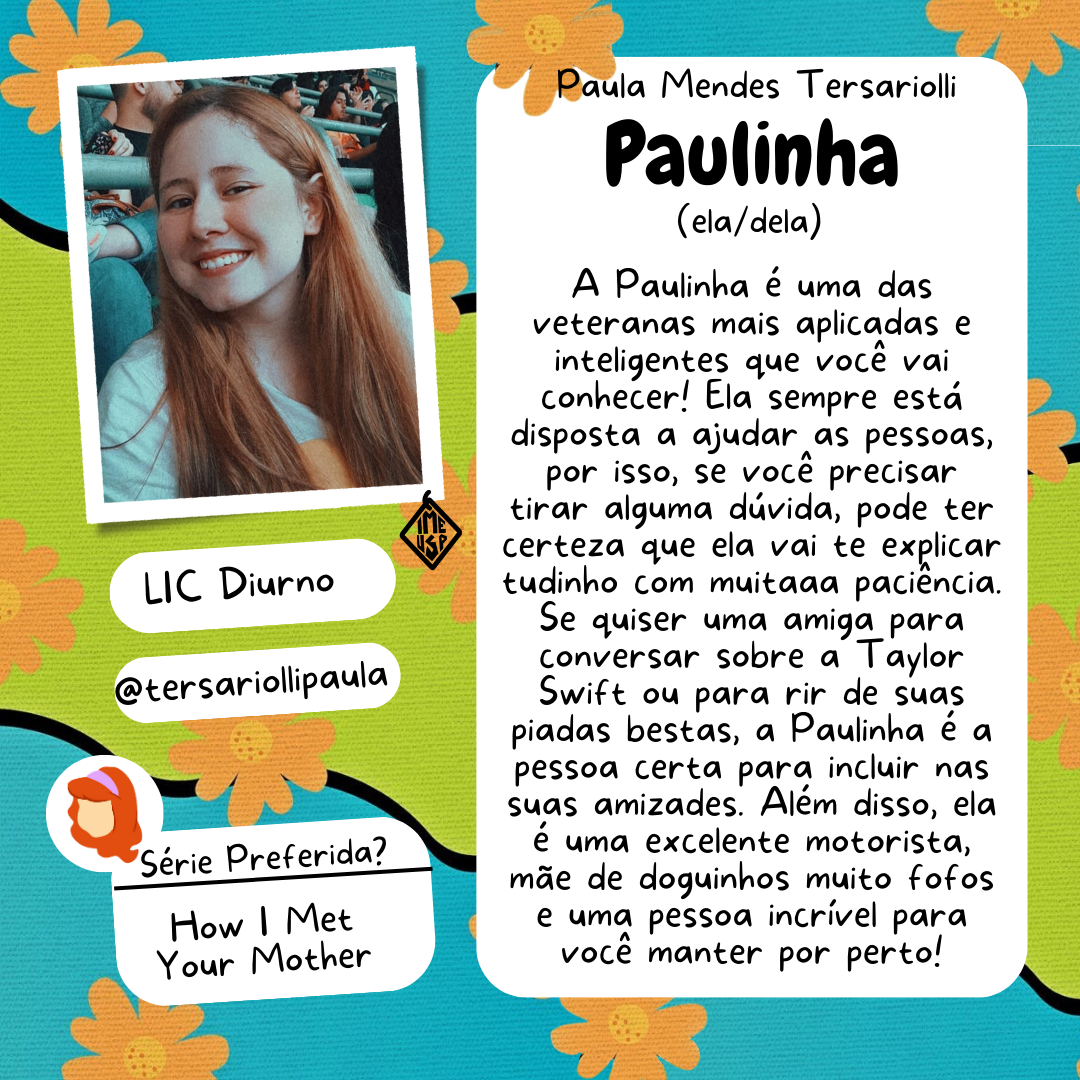 Paula Mendes Tersariolli
Paulinha
(ela/dela)
A Paulinha é uma das
veteranas mais aplicadas e
inteligentes que você vai
conhecer! Ela sempre está
disposta a ajudar as pessoas,
por isso, se você precisar
tirar alguma dúvida, pode ter
certeza que ela vai te explicar
tudinho com muitaaa paciência.
Se quiser uma amiga para
conversar sobre a Taylor
Swift ou para rir de suas
piadas bestas, a Paulinha é a
pessoa certa para incluir nas
suas amizades. Além disso, ela
é uma excelente motorista,
mãe de doguinhos muito fofos
e uma pessoa incrível para
você manter por perto!
IME
USP
LIC Diurno
@tersariollipaula
Série Preferida?
How I Met
Your Mother